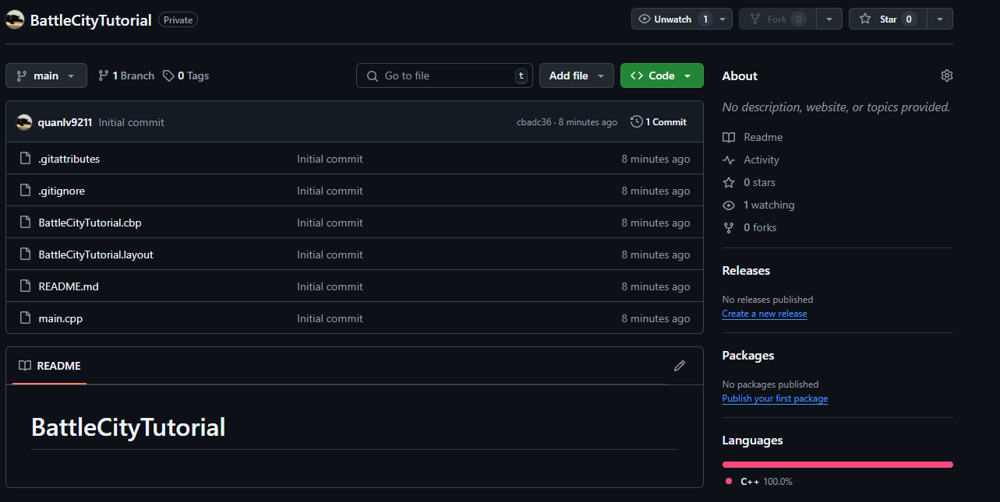 BattleCityTutorial Private Unwatch 1 Fork 0 Star 0
main 1 Branch 0 Tags Go to file t Add file Code
quanlv9211 Initial commit cbadc36 · 8 minutes ago 1 Commit
.gitattributes Initial commit 8 minutes ago
.gitignore Initial commit 8 minutes ago
BattleCityTutorial.cbp Initial commit 8 minutes ago
BattleCityTutorial.layout Initial commit 8 minutes ago
README.md Initial commit 8 minutes ago
main.cpp Initial commit 8 minutes ago
README
BattleCityTutorial
About
No description, website, or topics provided.
Readme
Activity
0 stars
1 watching
0 forks
Releases
No releases published
Create a new release
Packages
No packages published
Publish your first package
Languages
C++ 100.0%